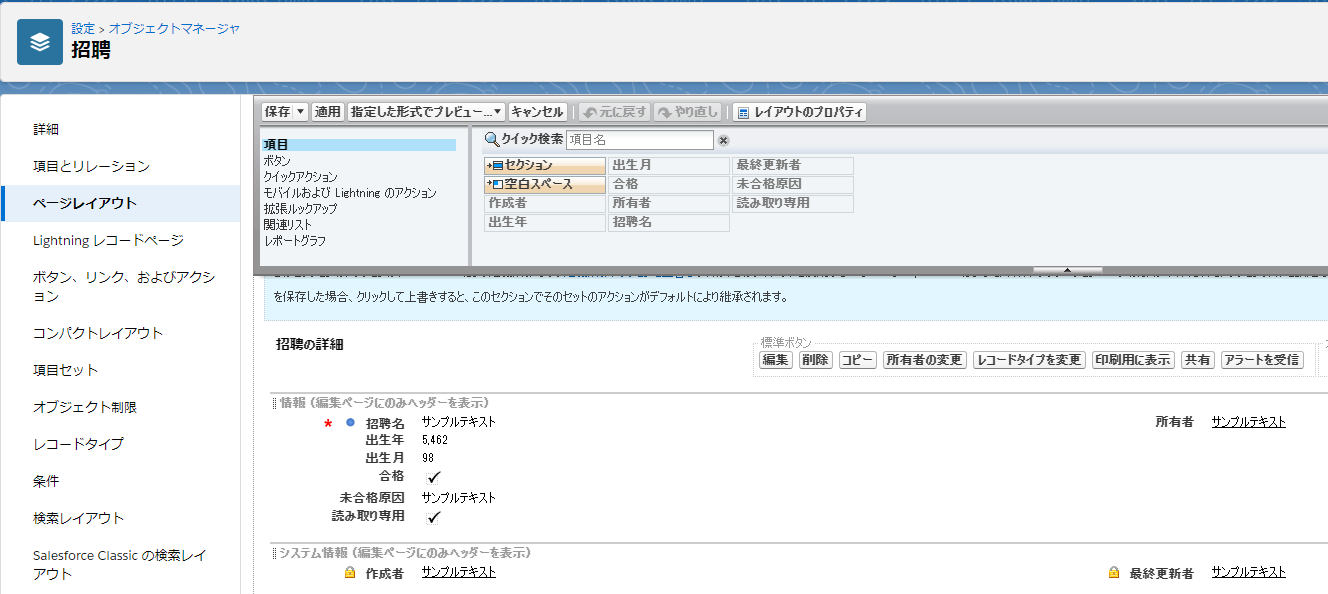 設定 > オブジェクトマネージャ
招聘
詳細
項目とリレーション
ページレイアウト
Lightning レコードページ
ボタン、リンク、およびアクシ
ョン
コンパクトレイアウト
項目セット
オブジェクト制限
レコードタイプ
条件
検索レイアウト
Salesforce Classic の検索レイ
アウト
保存 適用 指定した形式でプレビュー... キャンセル 元に戻す やり直し レイアウトのプロパティ
項目
ボタン
クイックアクション
モバイルおよび Lightning のアクション
拡張ルックアップ
関連リスト
レポートグラフ
クイック検索 項目名
セクション 出生月 最終更新者
空白スペース 合格 未合格原因
作成者 所有者 読み取り専用
出生年 招聘名
を保存した場合、クリックして上書きすると、このセクションでそのセットのアクションがデフォルトにより継承されます。
招聘の詳細
標準ボタン
編集 削除 コピー 所有者の変更 レコードタイプを変更 印刷用に表示 共有 アラートを受信
情報 (編集ページにのみヘッダーを表示)
* 招聘名 サンプルテキスト 所有者 サンプルテキスト
出生年 5,462
出生月 98
合格 ✓
未合格原因 サンプルテキスト
読み取り専用 ✓
システム情報 (編集ページにのみヘッダーを表示)
作成者 サンプルテキスト 最終更新者 サンプルテキスト